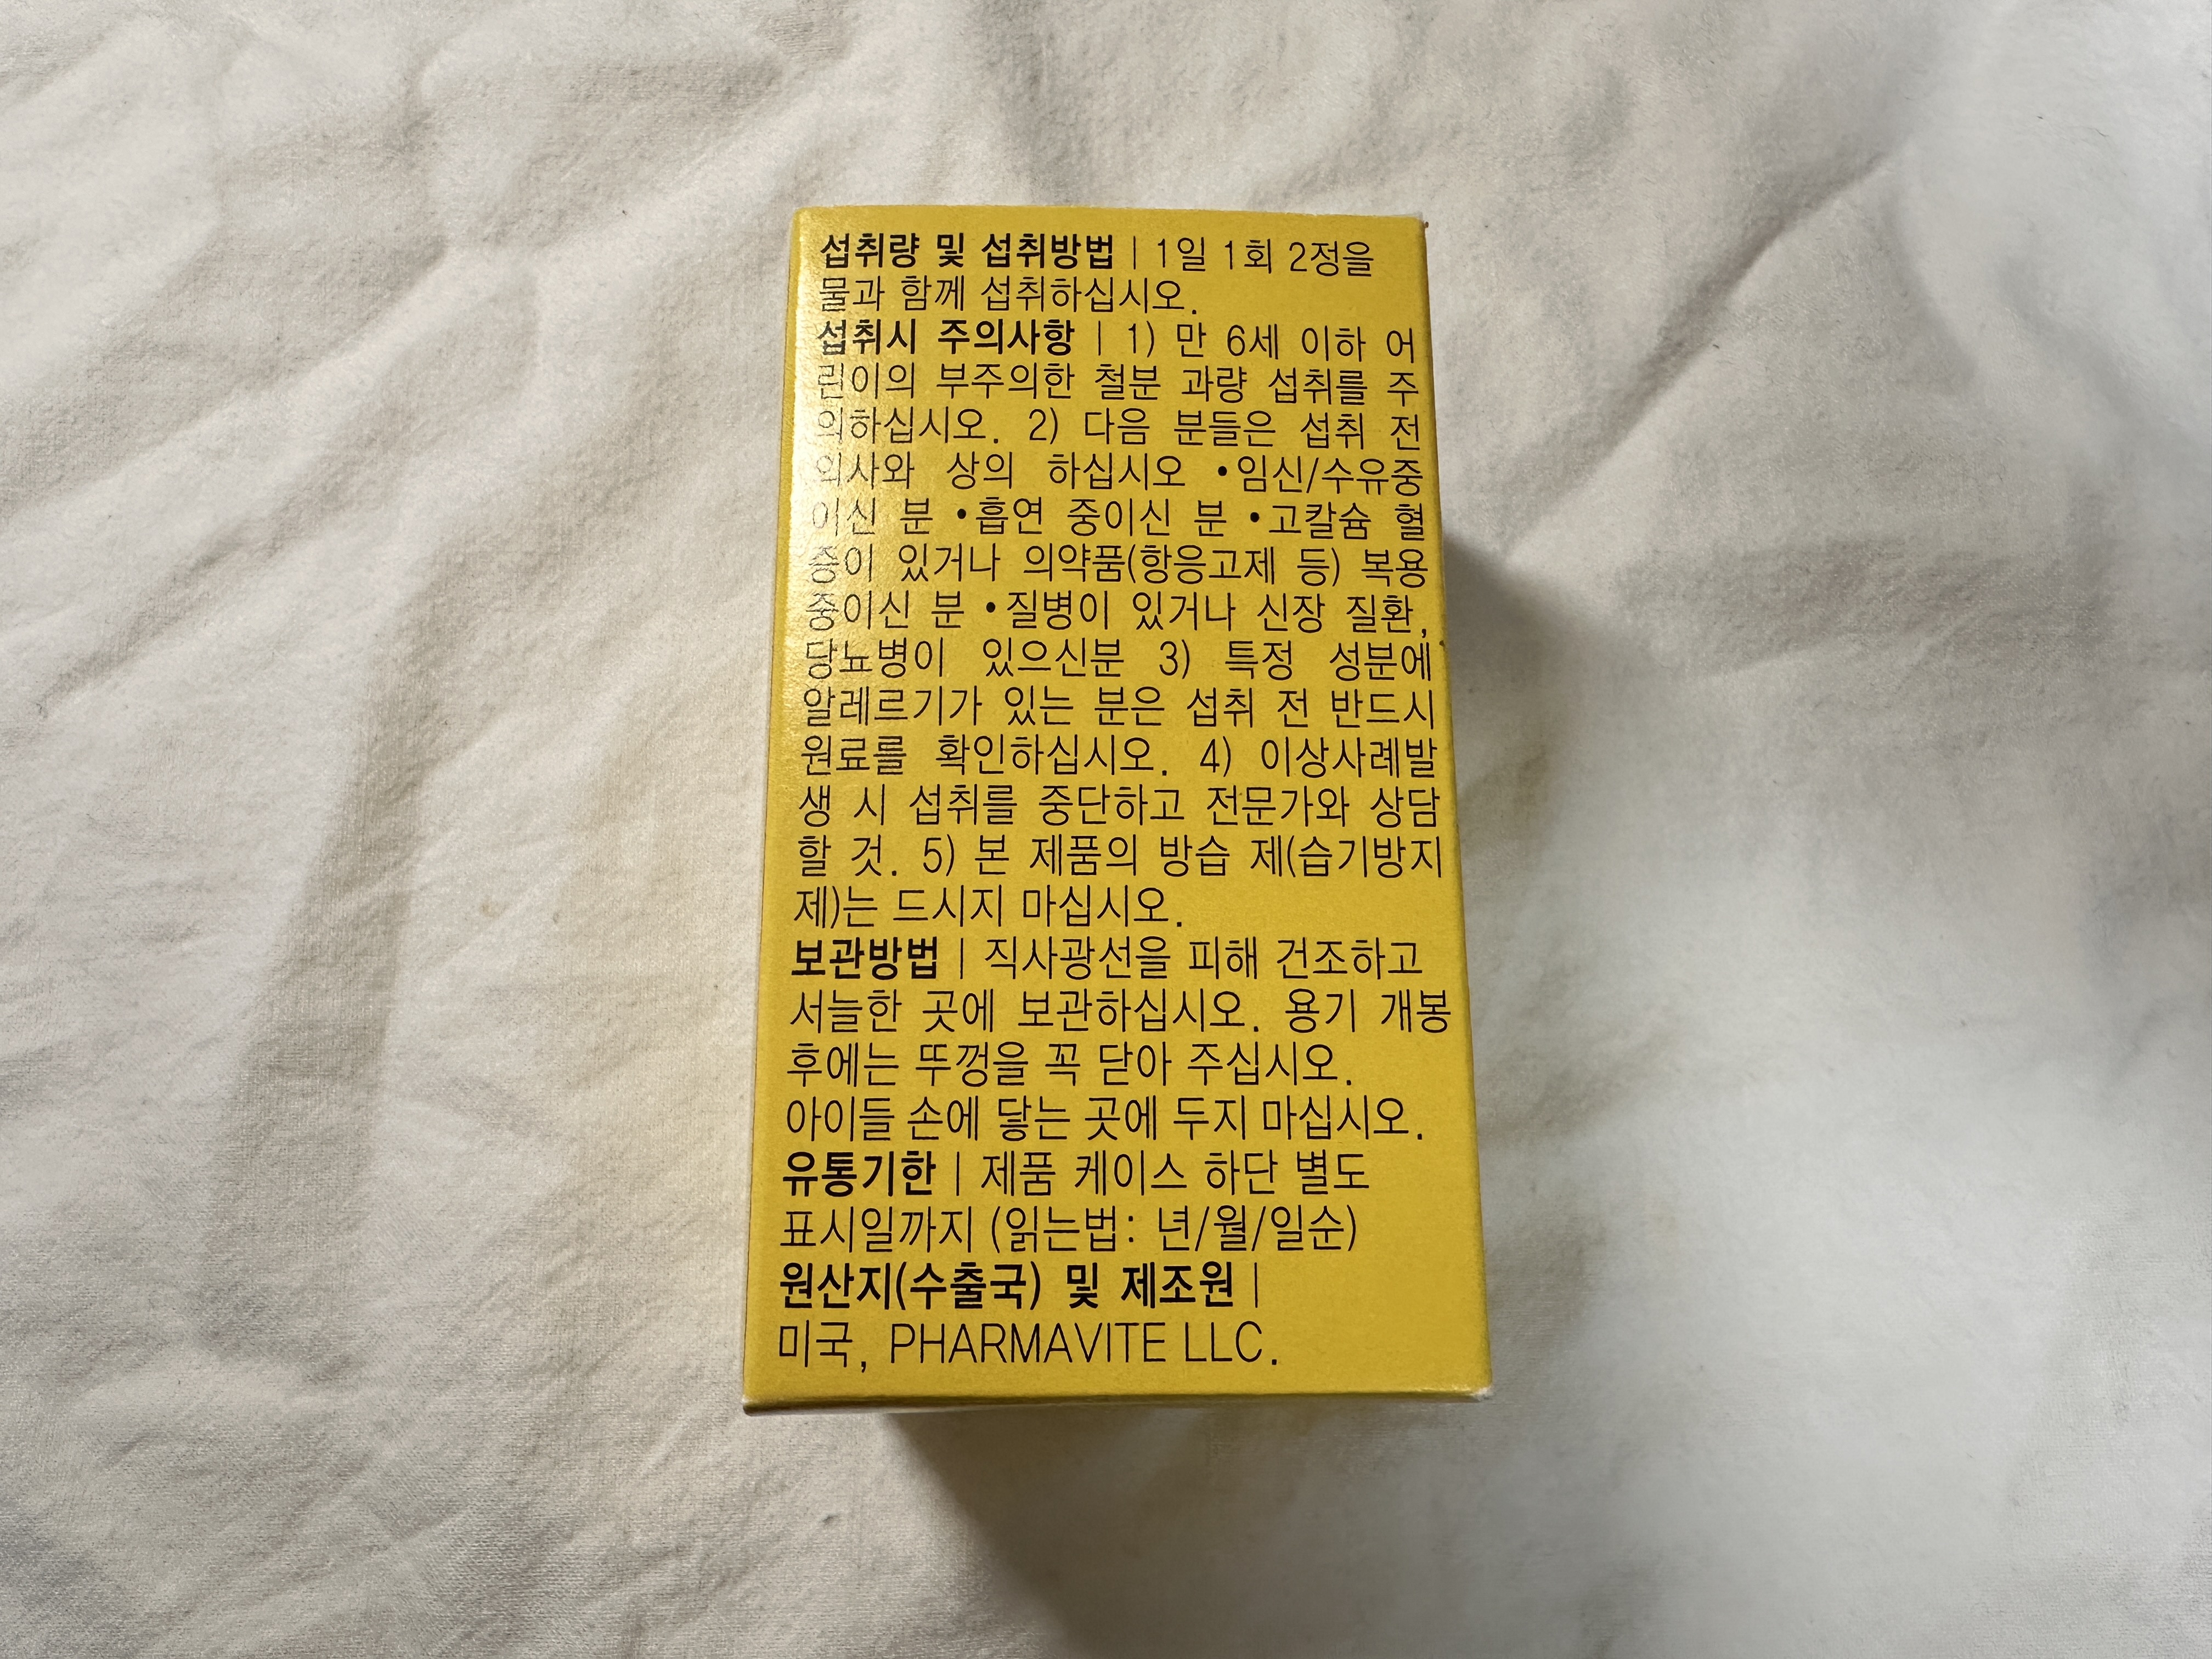 섭취량 및 섭취방법 | 1일 1회 2정을
물과 함께 섭취하십시오.
섭취시 주의사항 | 1) 만 6세 이하 어
린이의 부주의한 철분 과량 섭취를 주
의하십시오. 2) 다음 분들은 섭취 전
의사와 상의 하십시오 •임신/수유중
이신 분 •흡연 중이신 분 •고칼슘 혈
증이 있거나 의약품(항응고제 등) 복용
중이신 분 •질병이 있거나 신장 질환,
당뇨병이 있으신분 3) 특정 성분에
알레르기가 있는 분은 섭취 전 반드시
원료를 확인하십시오. 4) 이상사례발
생 시 섭취를 중단하고 전문가와 상담
할 것. 5) 본 제품의 방습 제(습기방지
제)는 드시지 마십시오.
보관방법 | 직사광선을 피해 건조하고
서늘한 곳에 보관하십시오. 용기 개봉
후에는 뚜껑을 꼭 닫아 주십시오.
아이들 손에 닿는 곳에 두지 마십시오.
유통기한 | 제품 케이스 하단 별도
표시일까지 (읽는법: 년/월/일순)
원산지(수출국) 및 제조원 |
미국, PHARMAVITE LLC.